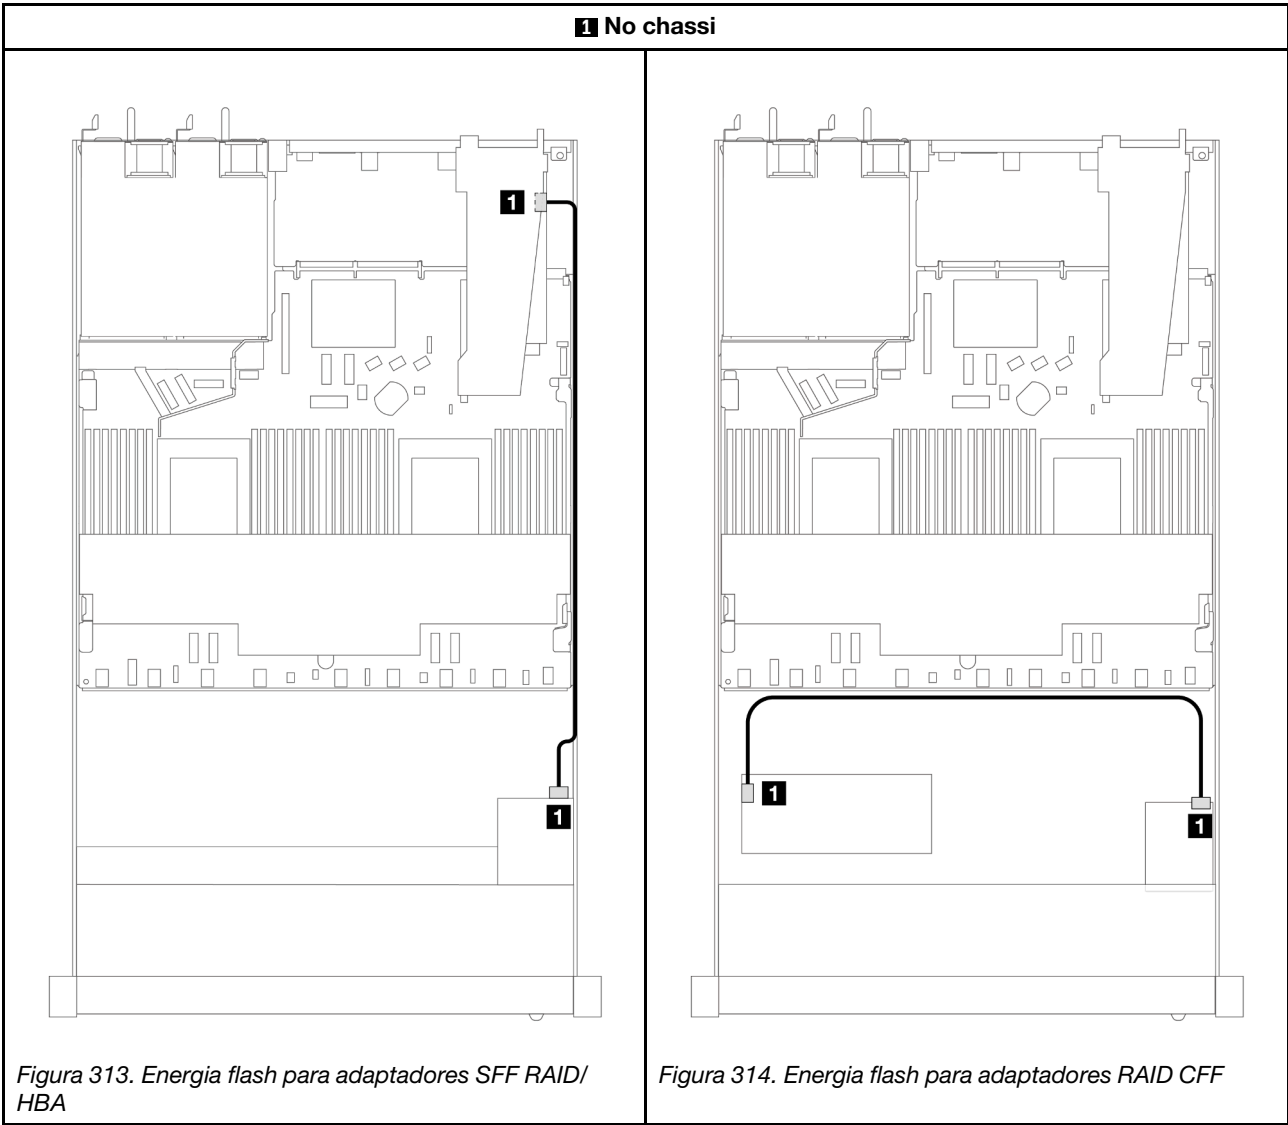 1 No chassi
1
1
Figura 313. Energia flash para adaptadores SFF RAID/
HBA
1
1
Figura 314. Energia flash para adaptadores RAID CFF